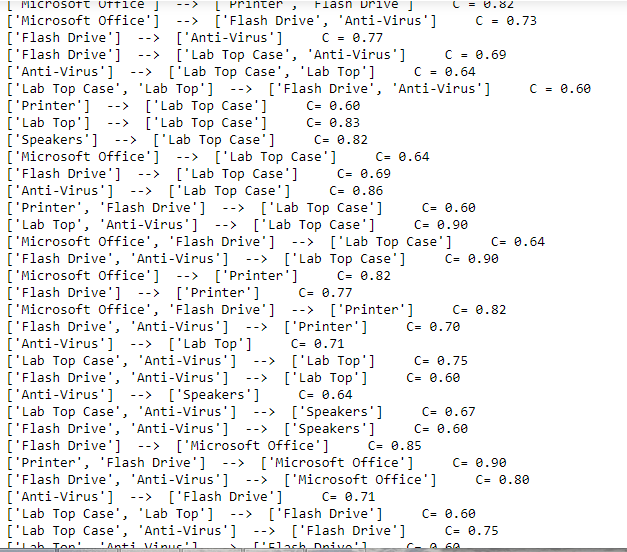 ['Microsoft Office'] --> ['Printer', 'Flash Drive'] C = 0.82
['Microsoft Office'] --> ['Flash Drive', 'Anti-Virus'] C = 0.73
['Flash Drive'] --> ['Anti-Virus'] C = 0.77
['Flash Drive'] --> ['Lab Top Case', 'Anti-Virus'] C = 0.69
['Anti-Virus'] --> ['Lab Top Case', 'Lab Top'] C = 0.64
['Lab Top Case', 'Lab Top'] --> ['Flash Drive', 'Anti-Virus'] C = 0.60
['Printer'] --> ['Lab Top Case'] C= 0.60
['Lab Top'] --> ['Lab Top Case'] C= 0.83
['Speakers'] --> ['Lab Top Case'] C= 0.82
['Microsoft Office'] --> ['Lab Top Case'] C= 0.64
['Flash Drive'] --> ['Lab Top Case'] C= 0.69
['Anti-Virus'] --> ['Lab Top Case'] C= 0.86
['Printer', 'Flash Drive'] --> ['Lab Top Case'] C= 0.60
['Lab Top', 'Anti-Virus'] --> ['Lab Top Case'] C= 0.90
['Microsoft Office', 'Flash Drive'] --> ['Lab Top Case'] C= 0.64
['Flash Drive', 'Anti-Virus'] --> ['Lab Top Case'] C= 0.90
['Microsoft Office'] --> ['Printer'] C= 0.82
['Flash Drive'] --> ['Printer'] C= 0.77
['Microsoft Office', 'Flash Drive'] --> ['Printer'] C= 0.82
['Flash Drive', 'Anti-Virus'] --> ['Printer'] C= 0.70
['Anti-Virus'] --> ['Lab Top'] C= 0.71
['Lab Top Case', 'Anti-Virus'] --> ['Lab Top'] C= 0.75
['Flash Drive', 'Anti-Virus'] --> ['Lab Top'] C= 0.60
['Anti-Virus'] --> ['Speakers'] C= 0.64
['Lab Top Case', 'Anti-Virus'] --> ['Speakers'] C= 0.67
['Flash Drive', 'Anti-Virus'] --> ['Speakers'] C= 0.60
['Flash Drive'] --> ['Microsoft Office'] C= 0.85
['Printer', 'Flash Drive'] --> ['Microsoft Office'] C= 0.90
['Flash Drive', 'Anti-Virus'] --> ['Microsoft Office'] C= 0.80
['Anti-Virus'] --> ['Flash Drive'] C= 0.71
['Lab Top Case', 'Lab Top'] --> ['Flash Drive'] C= 0.60
['Lab Top Case', 'Anti-Virus'] --> ['Flash Drive'] C= 0.75
['Lab Top', 'Anti-Virus'] --> ['Flash Drive'] C= 0.60